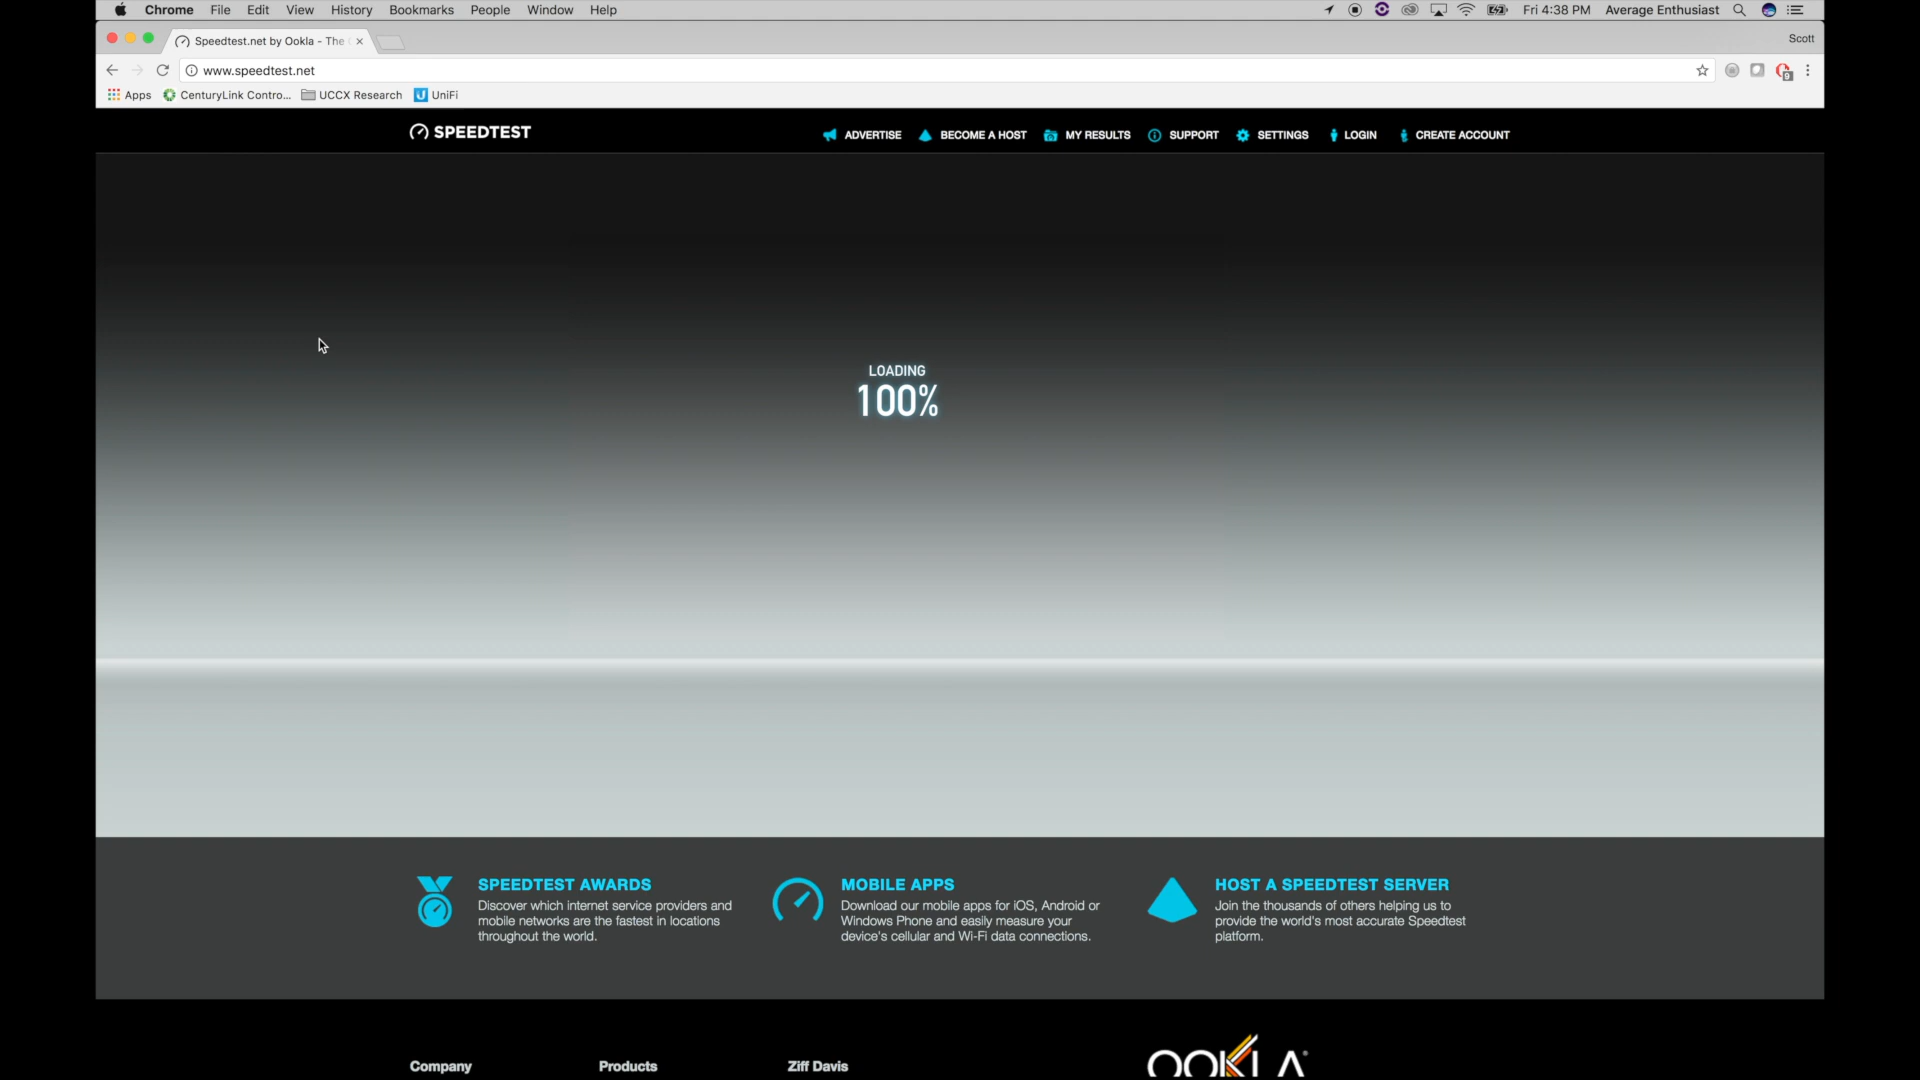 Chrome File Edit View History Bookmarks People Window Help Fri 4:38 PM Average Enthusiast
Speedtest.net by Ookla - The Scott
www.speedtest.net 9
Apps CenturyLink Contro... UCCX Research UniFi
SPEEDTEST ADVERTISE BECOME A HOST MY RESULTS SUPPORT SETTINGS LOGIN CREATE ACCOUNT
LOADING
100%
SPEEDTEST AWARDS
Discover which internet service providers and
mobile networks are the fastest in locations
throughout the world.
MOBILE APPS
Download our mobile apps for iOS, Android or
Windows Phone and easily measure your
device's cellular and Wi-Fi data connections.
HOST A SPEEDTEST SERVER
Join the thousands of others helping us to
provide the world's most accurate Speedtest
platform.
Company Products Ziff Davis OOKLA